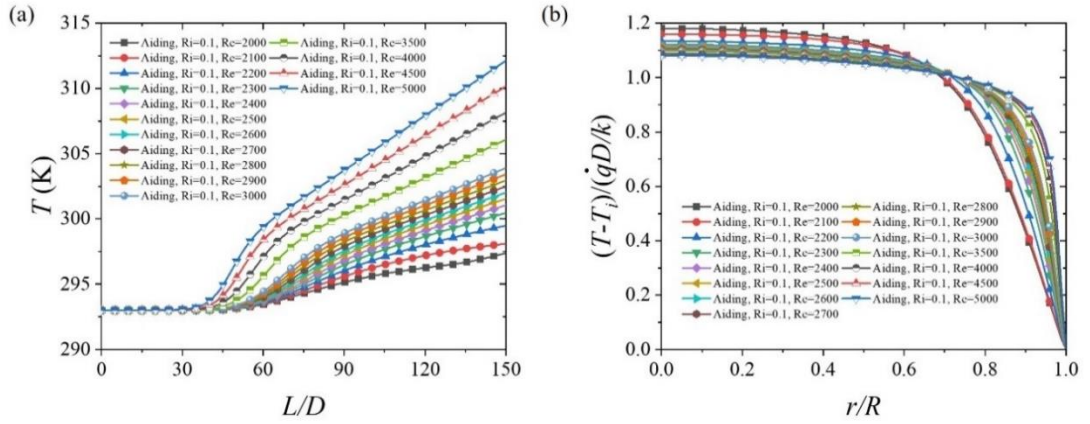 (a)
T (K)
310
305
300
295
290
Aiding, Ri=0.1, Re=2000
Aiding, Ri=0.1, Re=2100
Aiding, Ri=0.1, Re=2200
Aiding, Ri=0.1, Re=2300
Aiding, Ri=0.1, Re=2400
Aiding, Ri=0.1, Re=2500
Aiding, Ri=0.1, Re=2600
Aiding, Ri=0.1, Re=2700
Aiding, Ri=0.1, Re=2800
Aiding, Ri=0.1, Re=2900
Aiding, Ri=0.1, Re=3000
Aiding, Ri=0.1, Re=3500
Aiding, Ri=0.1, Re=4000
Aiding, Ri=0.1, Re=4500
Aiding, Ri=0.1, Re=5000
0 30 60 90 120 150
L/D
(b)
(T-Tᵢ)/(q̇D/k)
1.2
1.0
0.8
0.6
0.4
0.2
0.0
Aiding, Ri=0.1, Re=2000
Aiding, Ri=0.1, Re=2100
Aiding, Ri=0.1, Re=2200
Aiding, Ri=0.1, Re=2300
Aiding, Ri=0.1, Re=2400
Aiding, Ri=0.1, Re=2500
Aiding, Ri=0.1, Re=2600
Aiding, Ri=0.1, Re=2700
Aiding, Ri=0.1, Re=2800
Aiding, Ri=0.1, Re=2900
Aiding, Ri=0.1, Re=3000
Aiding, Ri=0.1, Re=3500
Aiding, Ri=0.1, Re=4000
Aiding, Ri=0.1, Re=4500
Aiding, Ri=0.1, Re=5000
0.0 0.2 0.4 0.6 0.8 1.0
r/R